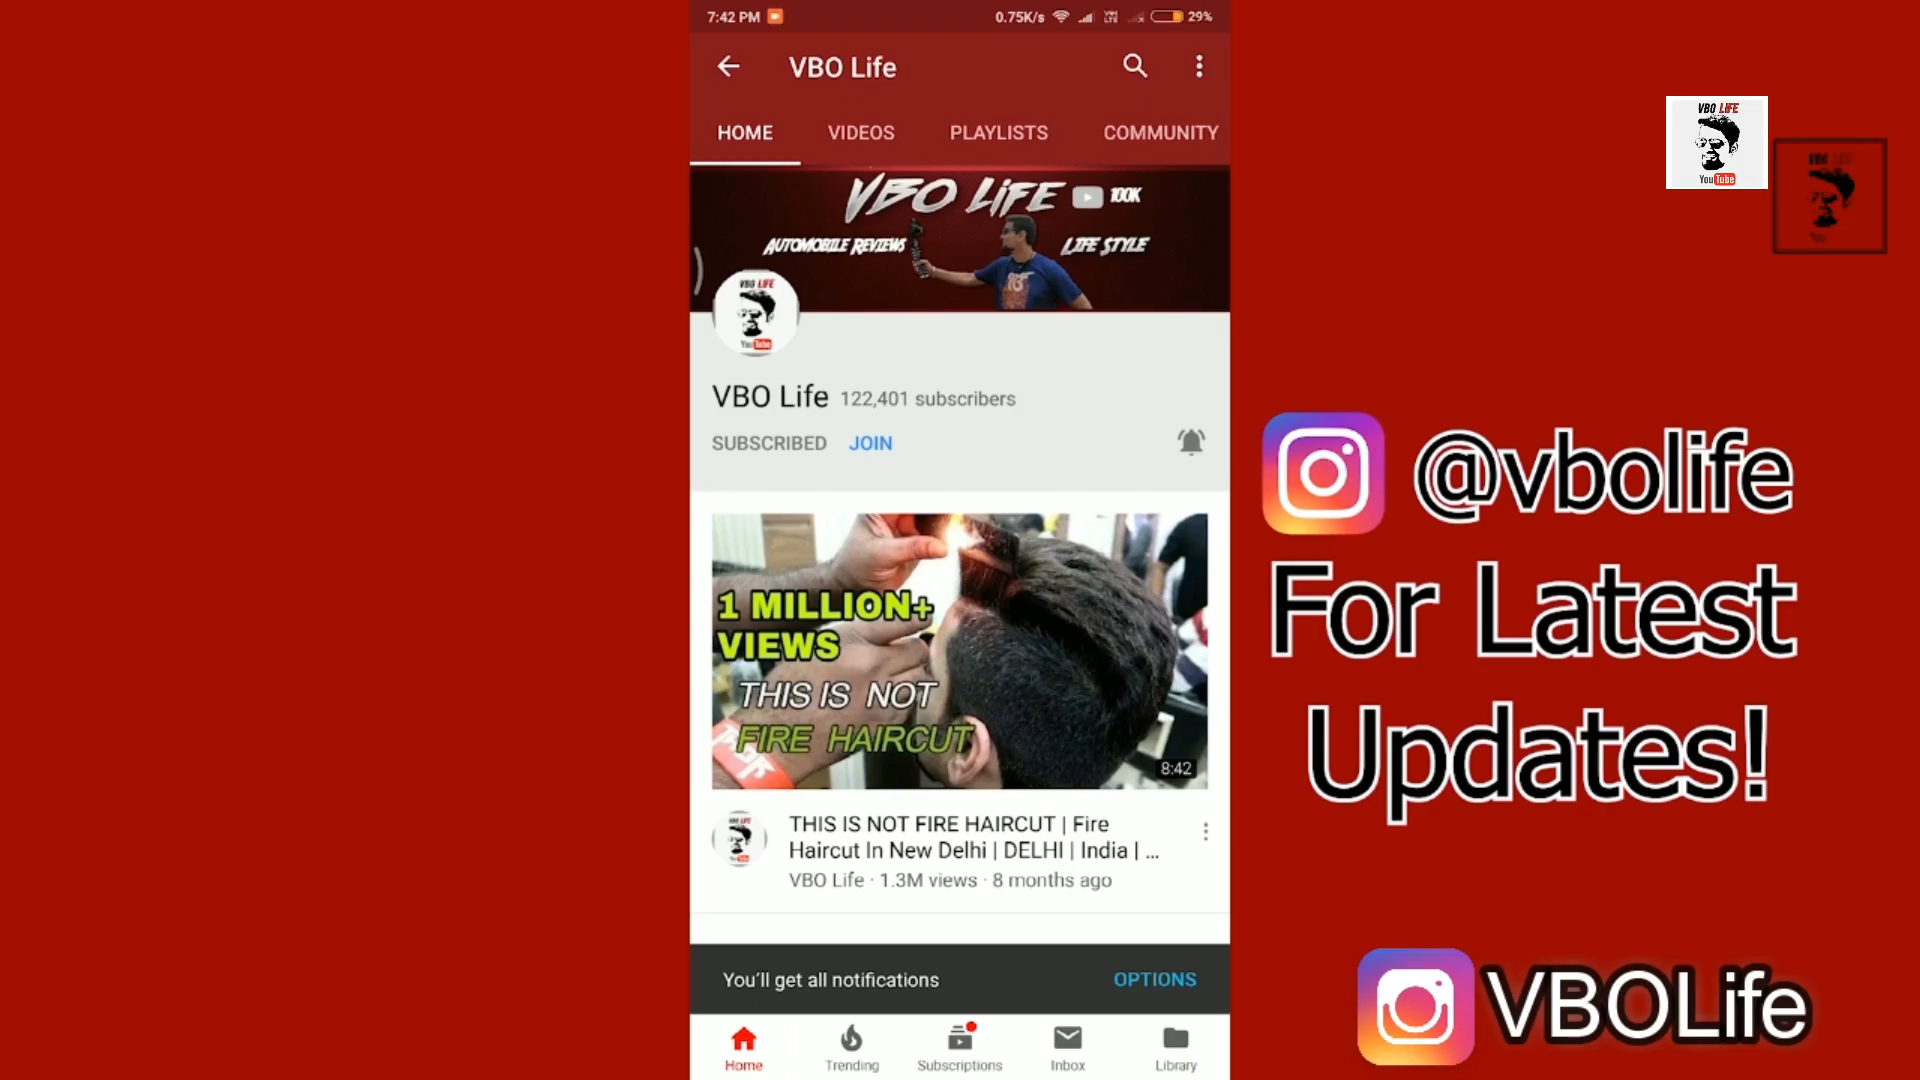 7:42 PM 0.75K/s 29%
VBO Life
HOME VIDEOS PLAYLISTS COMMUNITY
VBO LIFE 100K
AUTOMOBILE REVIEWS LIFE STYLE
VBO LIFE
YouTube
VBO Life 122,401 subscribers
SUBSCRIBED JOIN
1 MILLION+
VIEWS
THIS IS NOT
FIRE HAIRCUT
8:42
THIS IS NOT FIRE HAIRCUT | Fire
Haircut In New Delhi | DELHI | India | ...
VBO Life · 1.3M views · 8 months ago
You'll get all notifications OPTIONS
Home Trending Subscriptions Inbox Library
VBO LIFE
YouTube
@vbolife
For Latest
Updates!
VBOLife